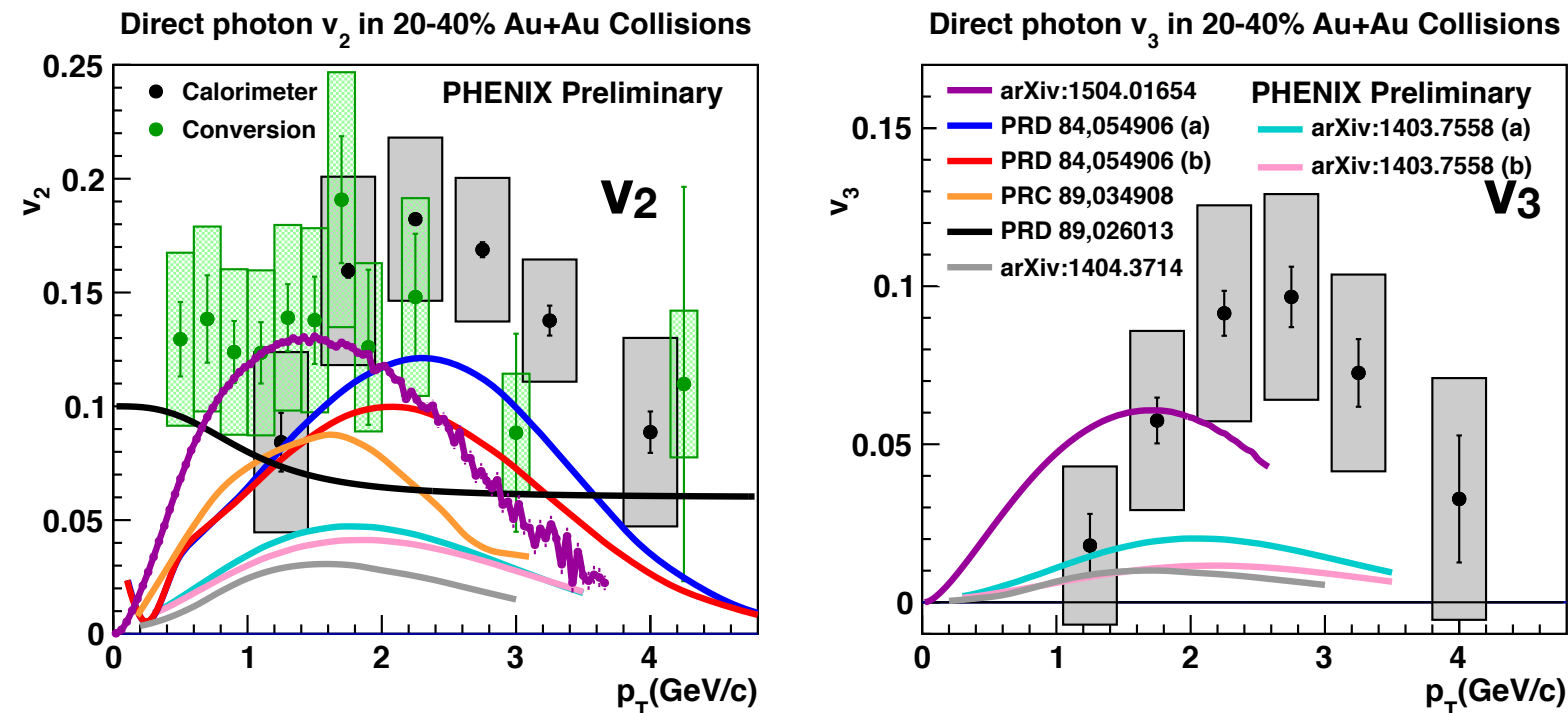 Direct photon v2 in 20-40% Au+Au Collisions
0.25
0.2
0.15
0.1
0.05
0
v2
Calorimeter
Conversion
PHENIX Preliminary
v2
0 1 2 3 4
pT(GeV/c)
Direct photon v3 in 20-40% Au+Au Collisions
0.15
0.1
0.05
0
v3
arXiv:1504.01654
PRD 84,054906 (a)
PRD 84,054906 (b)
PRC 89,034908
PRD 89,026013
arXiv:1404.3714
PHENIX Preliminary
arXiv:1403.7558 (a)
arXiv:1403.7558 (b)
v3
0 1 2 3 4
pT(GeV/c)